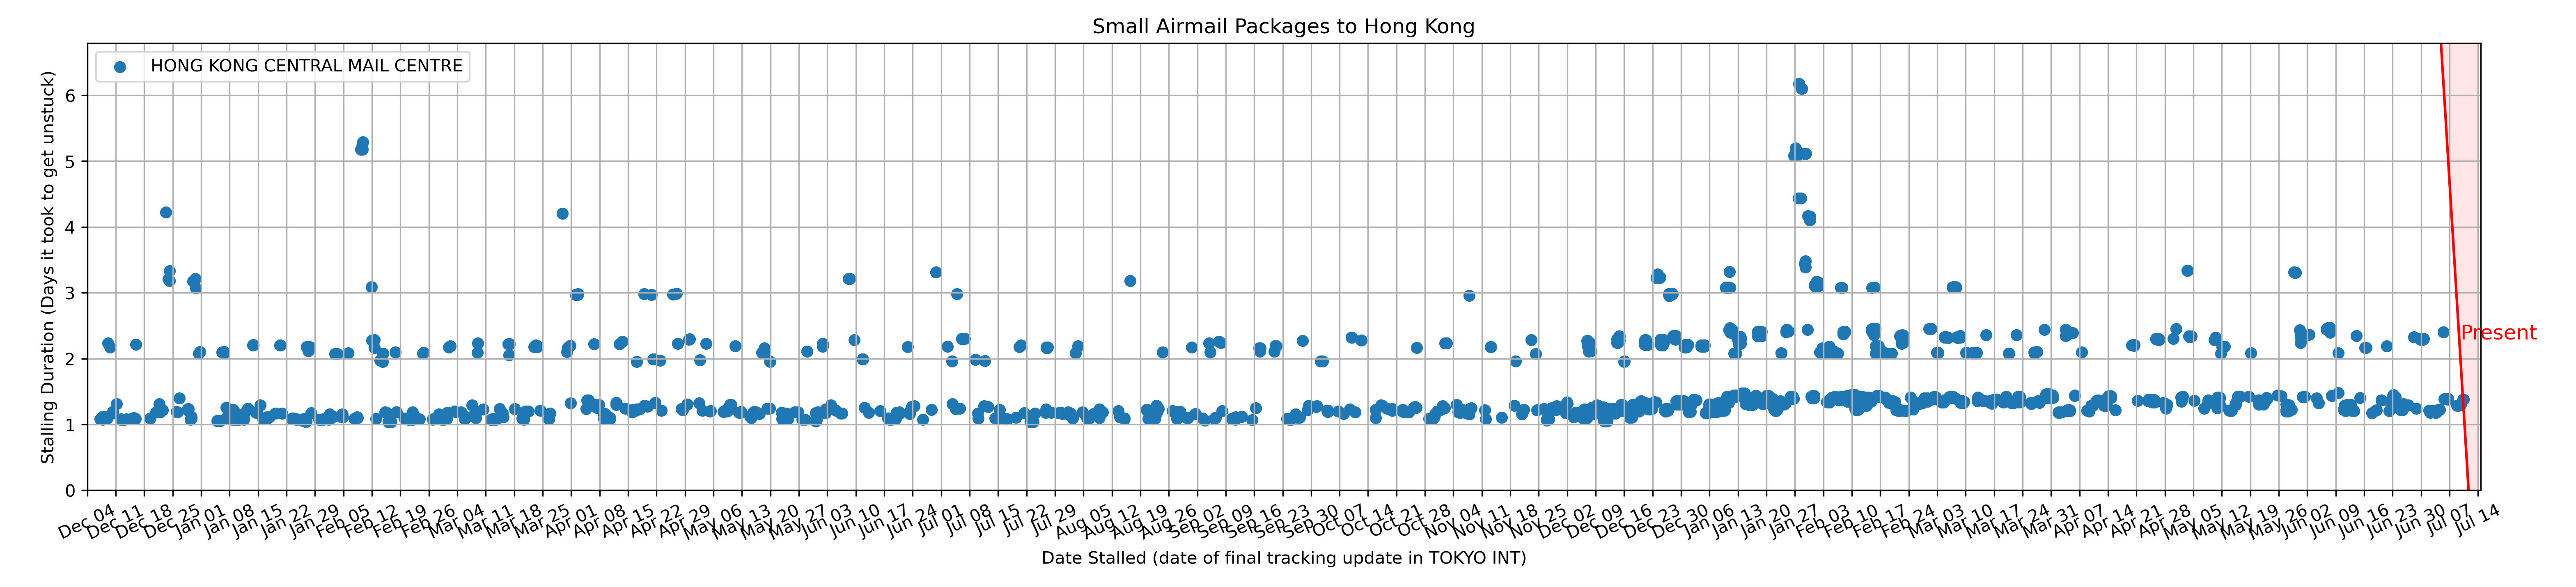 Small Airmail Packages to Hong Kong
HONG KONG CENTRAL MAIL CENTRE
Stalling Duration (Days it took to get unstuck)
6
5
4
3
2
1
0
Present
Dec 04 Dec 11 Dec 18 Dec 25 Jan 01 Jan 08 Jan 15 Jan 22 Jan 29 Feb 05 Feb 12 Feb 19 Feb 26 Mar 04 Mar 11 Mar 18 Mar 25 Apr 01 Apr 08 Apr 15 Apr 22 Apr 29 May 06 May 13 May 20 May 27 Jun 03 Jun 10 Jun 17 Jun 24 Jul 01 Jul 08 Jul 15 Jul 22 Jul 29 Aug 05 Aug 12 Aug 19 Aug 26 Sep 02 Sep 09 Sep 16 Sep 23 Sep 30 Oct 07 Oct 14 Oct 21 Oct 28 Nov 04 Nov 11 Nov 18 Nov 25 Dec 02 Dec 09 Dec 16 Dec 23 Dec 30 Jan 06 Jan 13 Jan 20 Jan 27 Feb 03 Feb 10 Feb 17 Feb 24 Mar 03 Mar 10 Mar 17 Mar 24 Mar 31 Apr 07 Apr 14 Apr 21 Apr 28 May 05 May 12 May 19 May 26 Jun 02 Jun 09 Jun 16 Jun 23 Jun 30 Jul 07 Jul 14
Date Stalled (date of final tracking update in TOKYO INT)